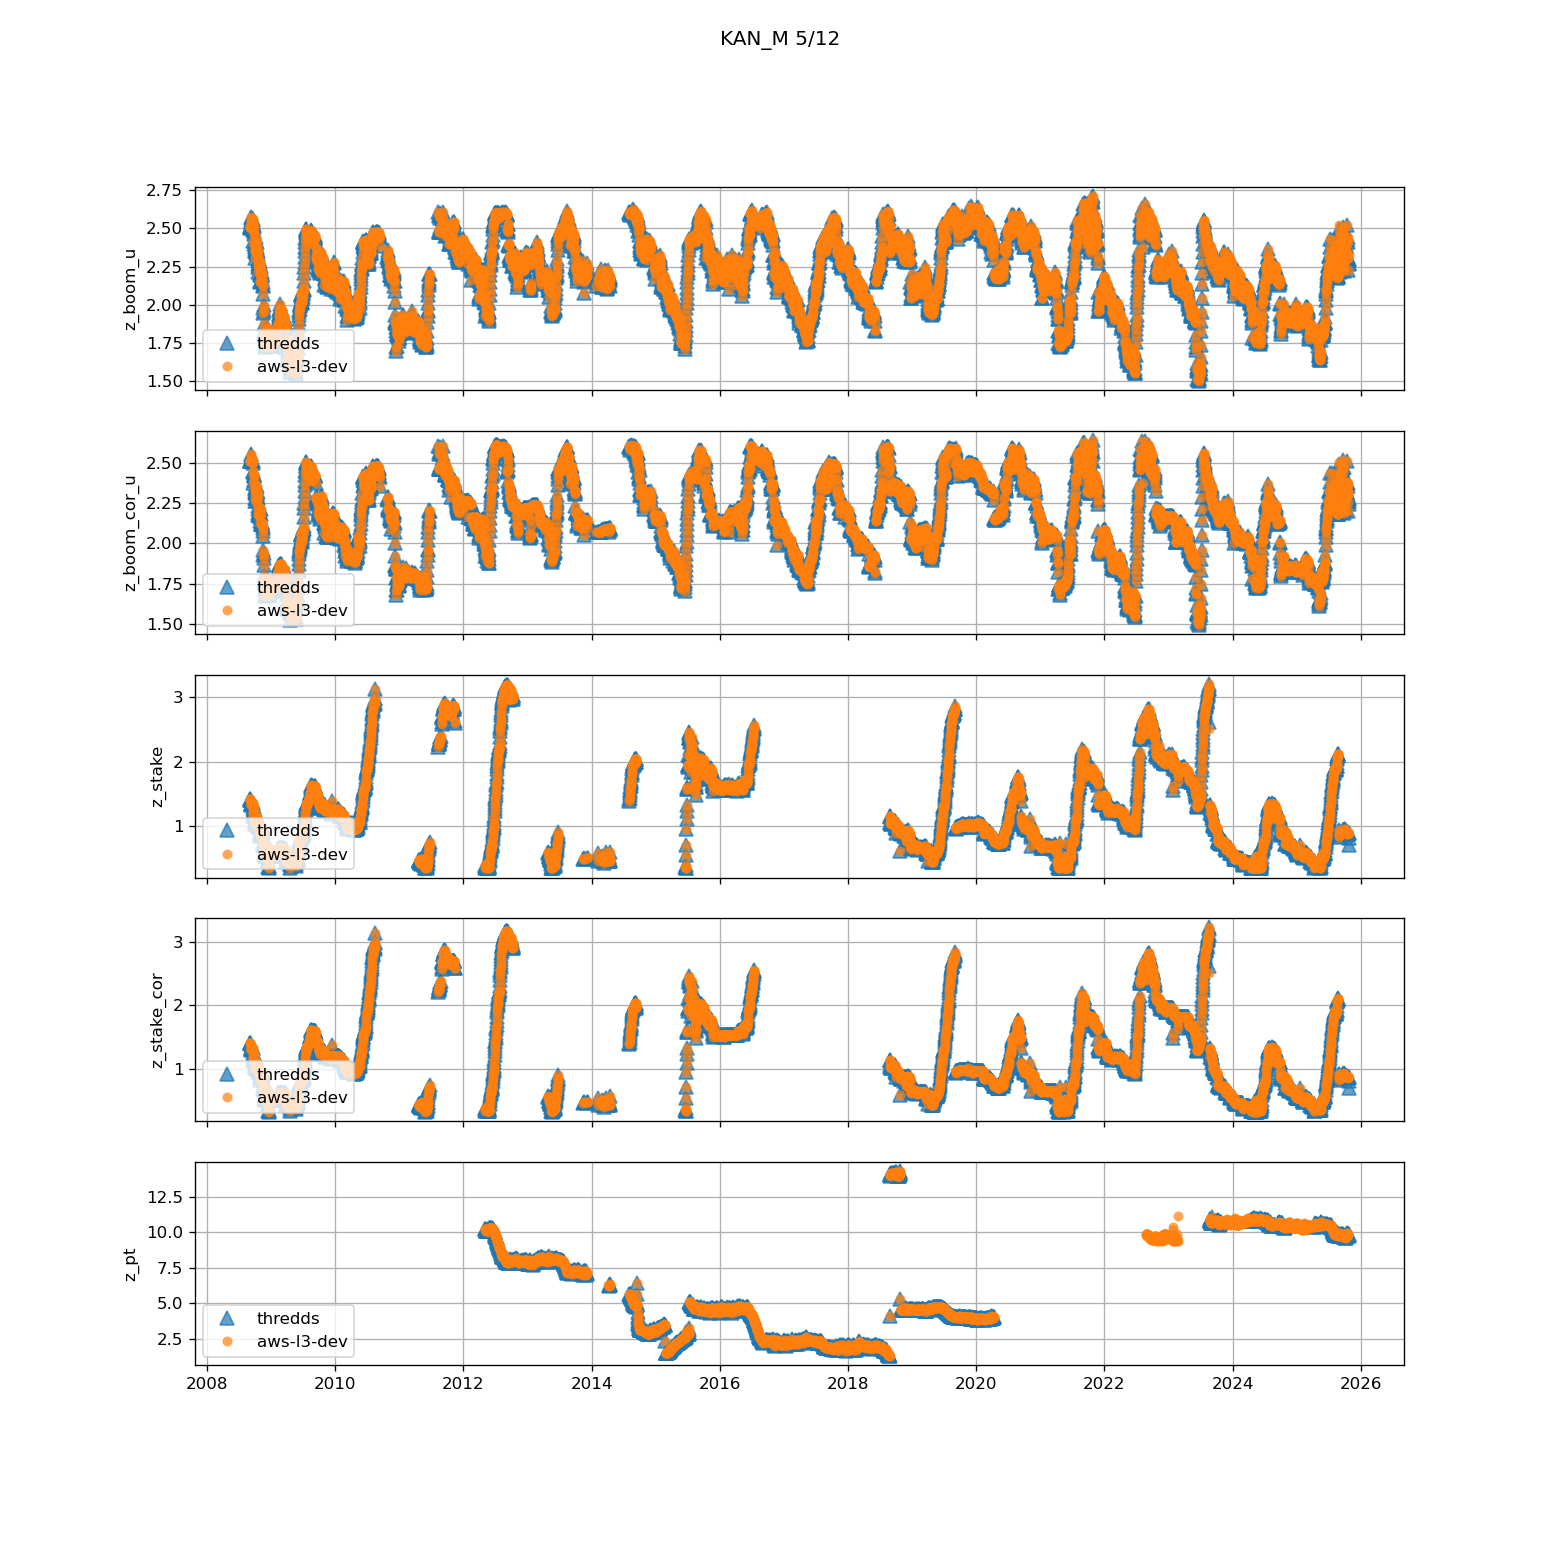 KAN_M 5/12
2.75
2.50
2.25
2.00
1.75
1.50
z_boom_u
thredds
aws-l3-dev
2.50
2.25
2.00
1.75
1.50
z_boom_cor_u
thredds
aws-l3-dev
3
2
1
z_stake
thredds
aws-l3-dev
3
2
1
z_stake_cor
thredds
aws-l3-dev
12.5
10.0
7.5
5.0
2.5
z_pt
thredds
aws-l3-dev
2008 2010 2012 2014 2016 2018 2020 2022 2024 2026